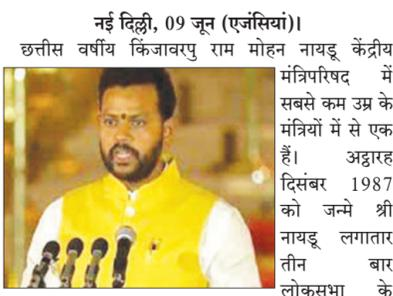 नई दिल्ली, 09 जून (एजंसियां)।
छत्तीस वर्षीय किंजावरपु राम मोहन नायडू केंद्रीय
मंत्रिपरिषद में
सबसे कम उम्र के
मंत्रियों में से एक
हैं। अट्ठारह
दिसंबर 1987
को जन्मे श्री
नायडू लगातार
तीन बार
लोकसभा के